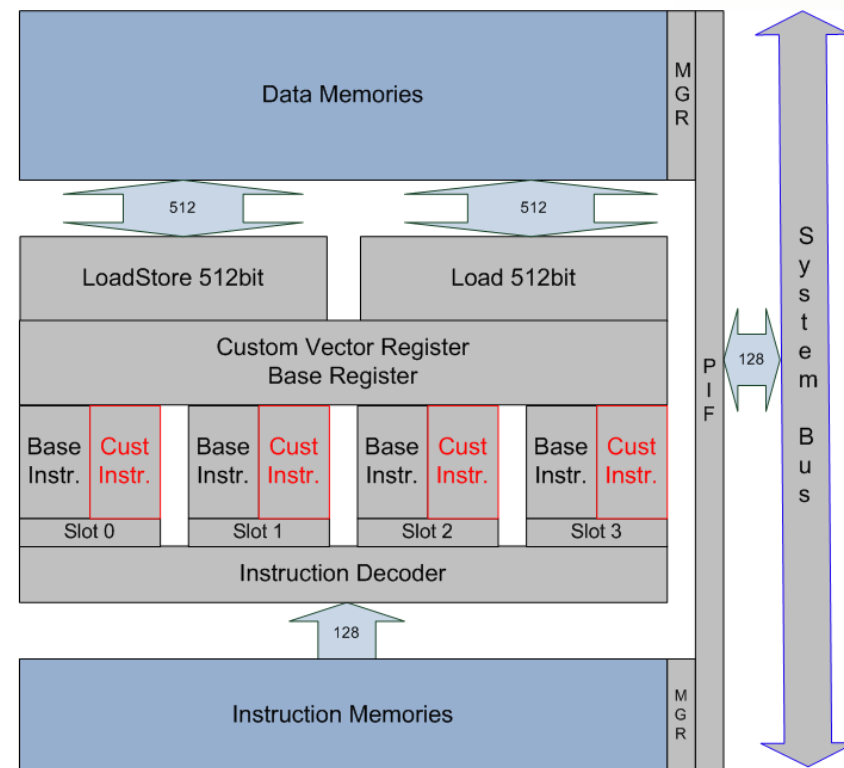 Data Memories
M
G
R
512
512
LoadStore 512bit
Load 512bit
Custom Vector Register
Base Register
Base
Instr.
Cust
Instr.
Base
Instr.
Cust
Instr.
Base
Instr.
Cust
Instr.
Base
Instr.
Cust
Instr.
Slot 0
Slot 1
Slot 2
Slot 3
Instruction Decoder
128
Instruction Memories
M
G
R
P
I
F
128
S
y
s
t
e
m
B
u
s